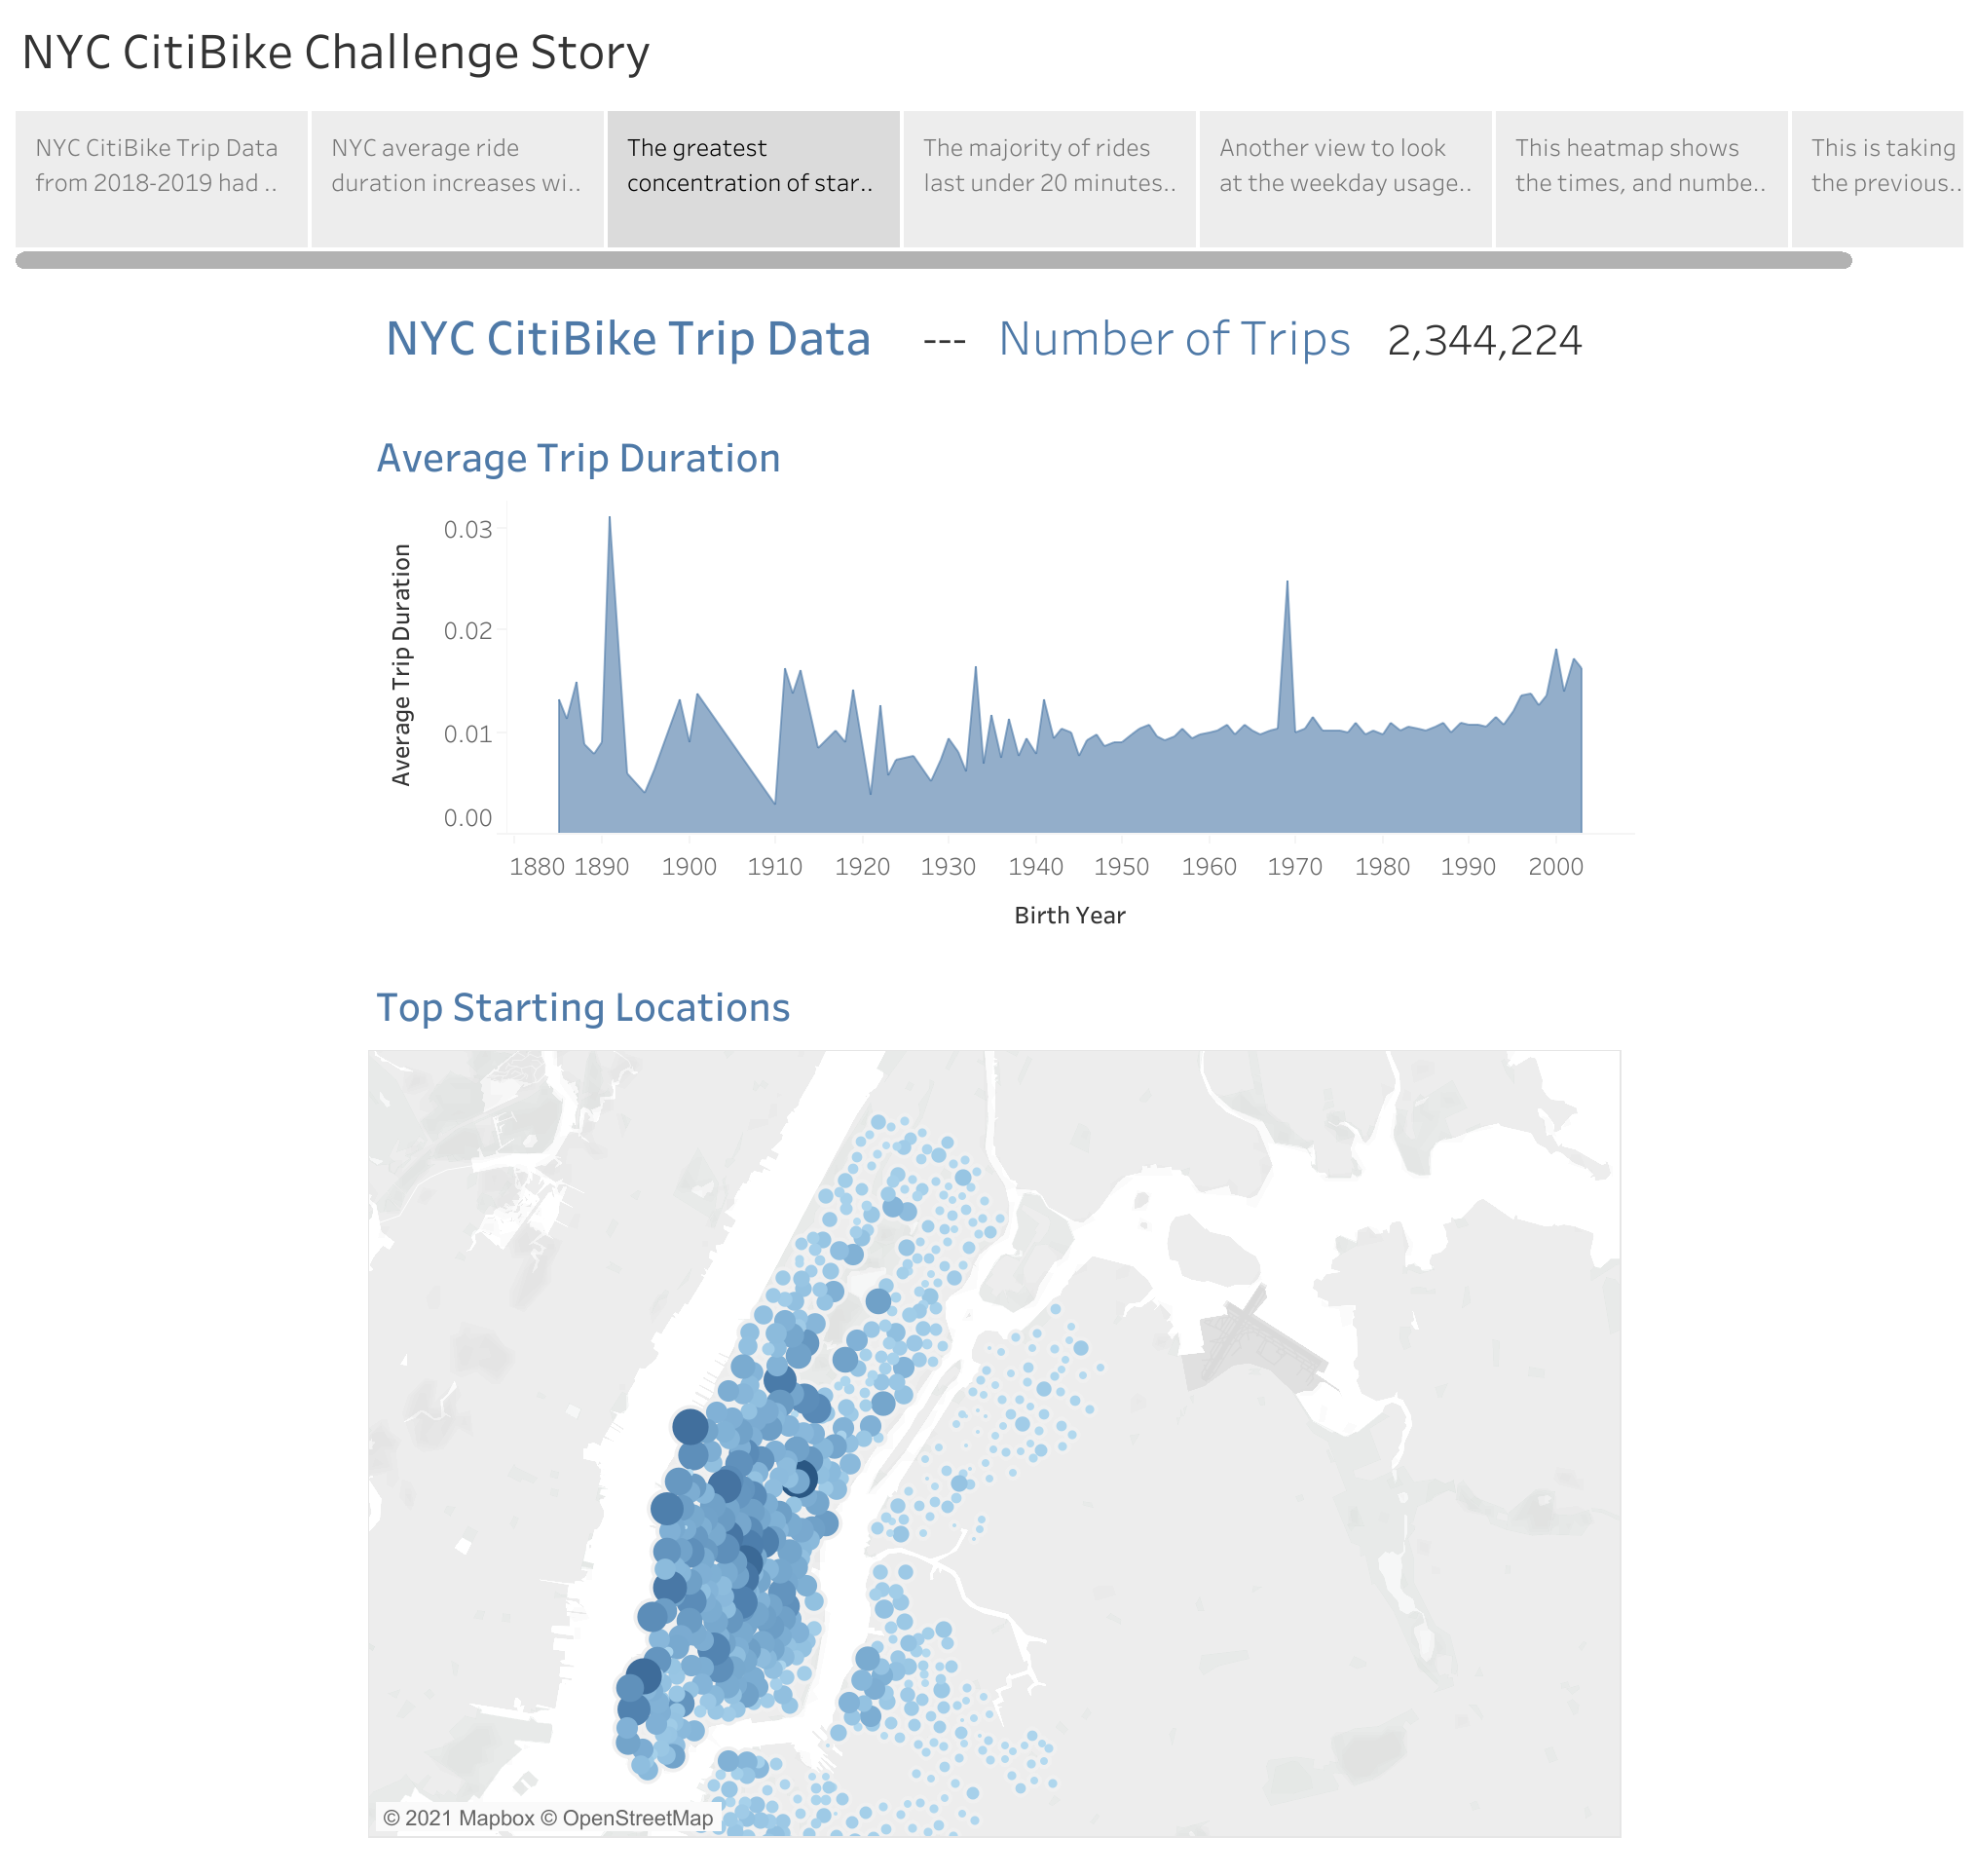 NYC CitiBike Challenge Story
NYC CitiBike Trip Data
from 2018-2019 had ..
NYC average ride
duration increases wi..
The greatest
concentration of star..
The majority of rides
last under 20 minutes..
Another view to look
at the weekday usage..
This heatmap shows
the times, and numbe..
This is taking
the previous..
NYC CitiBike Trip Data --- Number of Trips 2,344,224
Average Trip Duration
Average Trip Duration
0.03
0.02
0.01
0.00
1880 1890 1900 1910 1920 1930 1940 1950 1960 1970 1980 1990 2000
Birth Year
Top Starting Locations
© 2021 Mapbox © OpenStreetMap